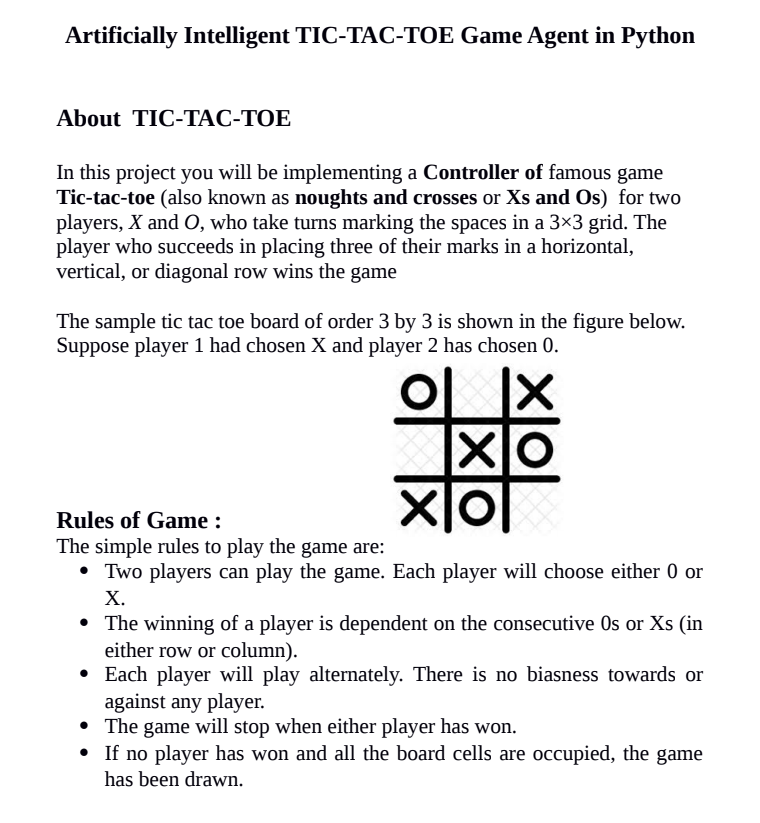 Artificially Intelligent TIC-TAC-TOE Game Agent in Python
About TIC-TAC-TOE
In this project you will be implementing a Controller of famous game
Tic-tac-toe (also known as noughts and crosses or Xs and Os) for two
players, X and O, who take turns marking the spaces in a 3×3 grid. The
player who succeeds in placing three of their marks in a horizontal,
vertical, or diagonal row wins the game
The sample tic tac toe board of order 3 by 3 is shown in the figure below.
Suppose player 1 had chosen X and player 2 has chosen 0.
O X
X O
X O
Rules of Game :
The simple rules to play the game are:
• Two players can play the game. Each player will choose either 0 or
X.
• The winning of a player is dependent on the consecutive 0s or Xs (in
either row or column).
• Each player will play alternately. There is no biasness towards or
against any player.
• The game will stop when either player has won.
• If no player has won and all the board cells are occupied, the game
has been drawn.